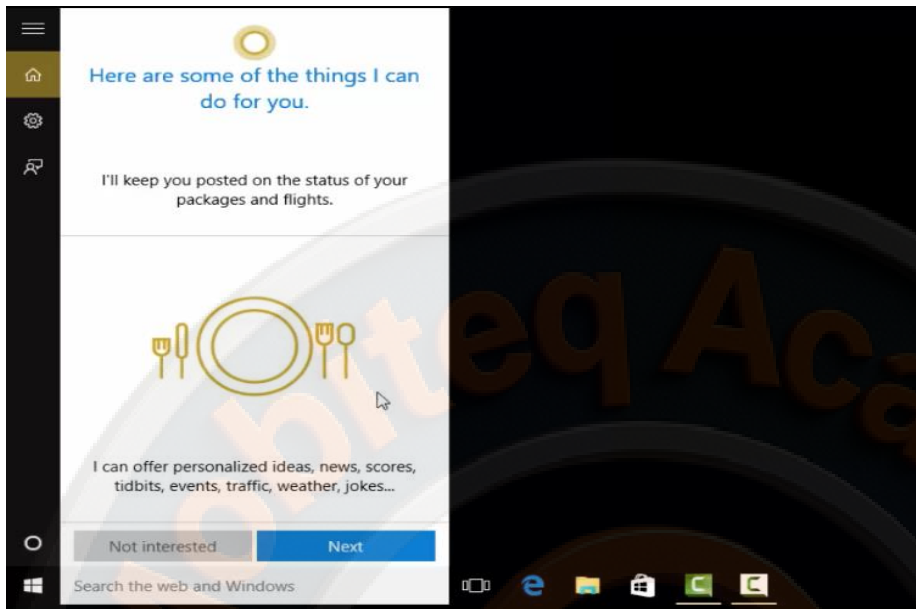 Here are some of the things I can
do for you.
I'll keep you posted on the status of your
packages and flights.
I can offer personalized ideas, news, scores,
tidbits, events, traffic, weather, jokes...
Not interested
Next
Search the web and Windows
obiteq Aca